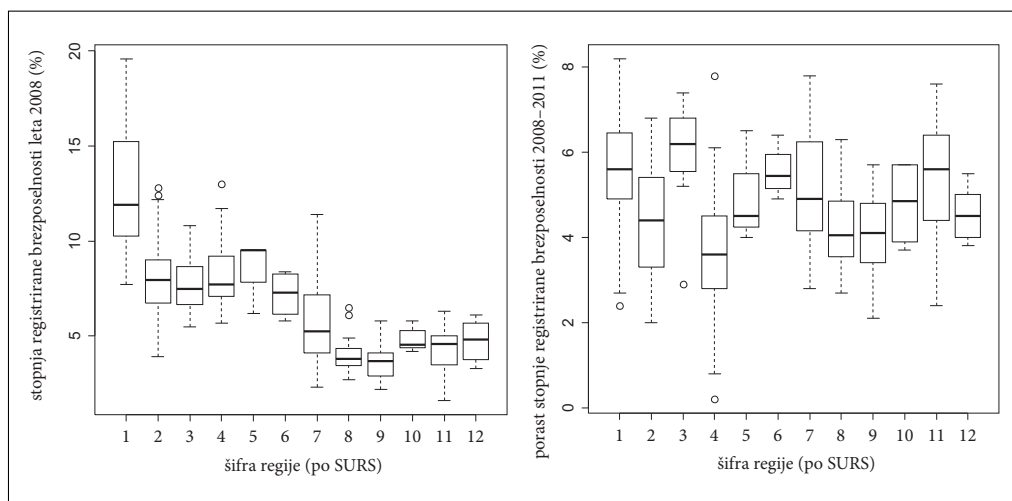 stopnja registrirane brezposelnosti leta 2008 (%)
20
15
10
5
1 2 3 4 5 6 7 8 9 10 11 12
šifra regije (po SURS)
porast stopnje registrirane brezposelnosti 2008–2011 (%)
8
6
4
2
0
1 2 3 4 5 6 7 8 9 10 11 12
šifra regije (po SURS)